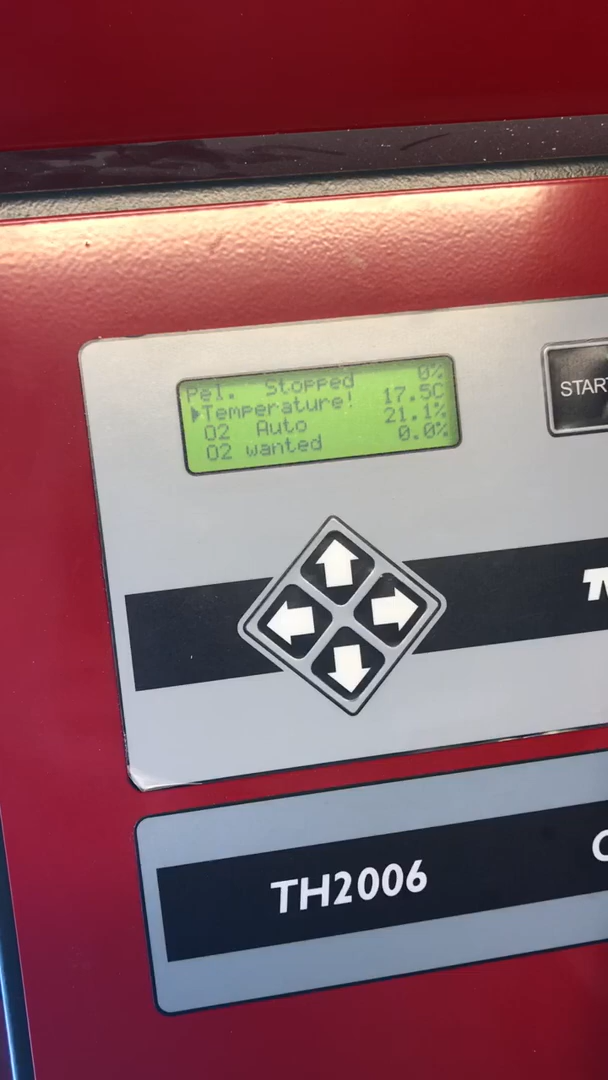 Pel. Stopped 0%
▶Temperature! 17.5C
O2 Auto 21.1%
O2 wanted 0.0%
START
TH2006